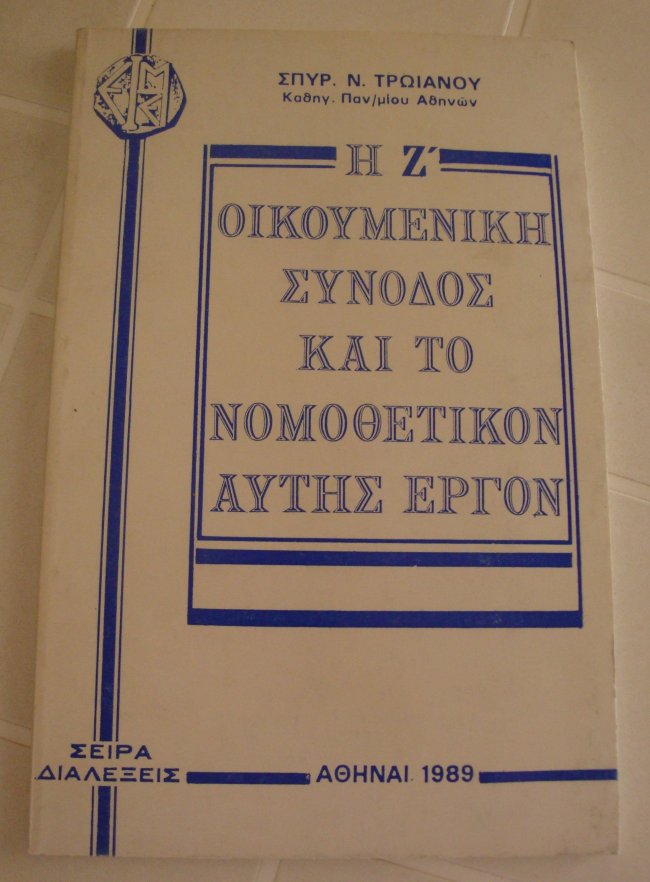 ΣΠΥΡ. Ν. ΤΡΩΙΑΝΟΥ
Καθηγ. Παν/μίου Αθηνών
Η Ζ΄
ΟΙΚΟΥΜΕΝΙΚΗ
ΣΥΝΟΔΟΣ
ΚΑΙ ΤΟ
ΝΟΜΟΘΕΤΙΚΟΝ
ΑΥΤΗΣ ΕΡΓΟΝ
ΣΕΙΡΑ
ΔΙΑΛΕΞΕΙΣ
ΑΘΗΝΑΙ 1989